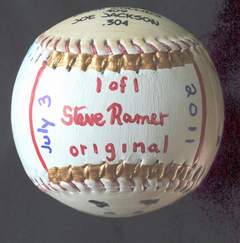 JOE JACKSON
.304
1 of 1
Steve Ramer
original
July 3
2011